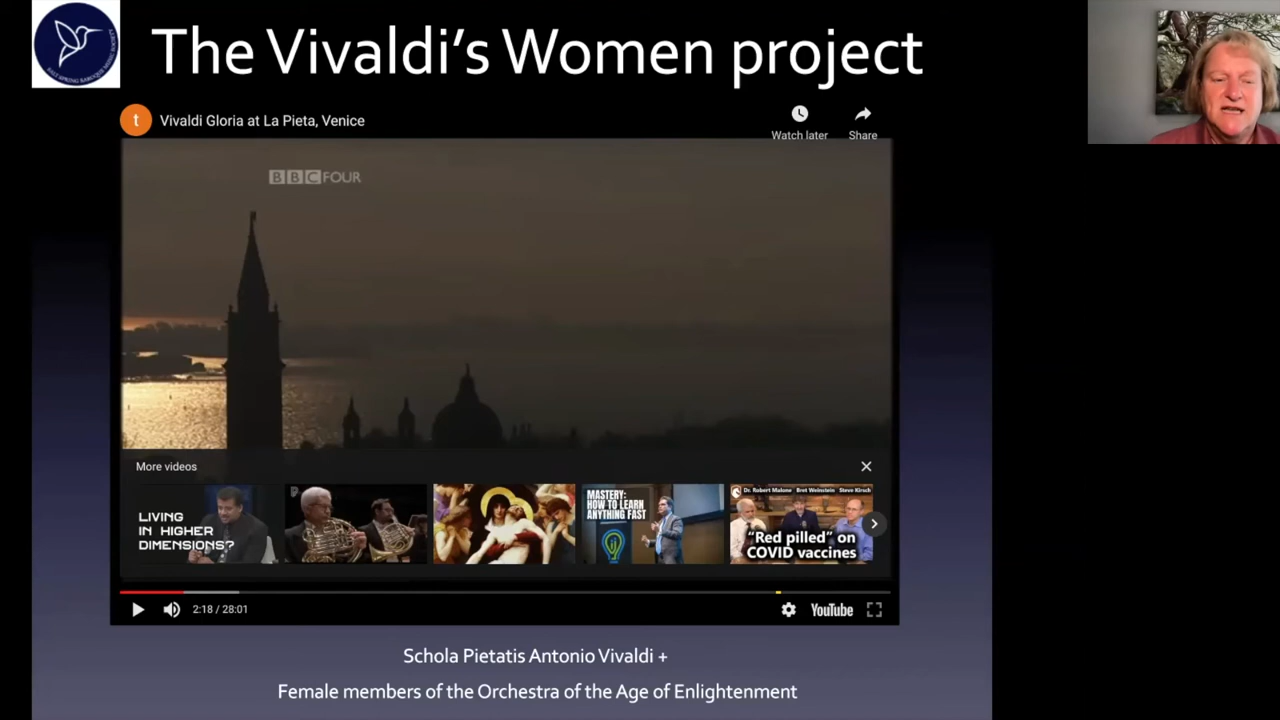 The Vivaldi's Women project
t
Vivaldi Gloria at La Pieta, Venice
Watch later
Share
BBC FOUR
More videos
LIVING
IN HIGHER
DIMENSIONS?
MASTERY:
HOW TO LEARN
ANYTHING FAST
Dr. Robert Malone Bret Weinstein Steve Kirsch
"Red pilled" on
COVID vaccines
2:18 / 28:01
YouTube
Schola Pietatis Antonio Vivaldi +
Female members of the Orchestra of the Age of Enlightenment